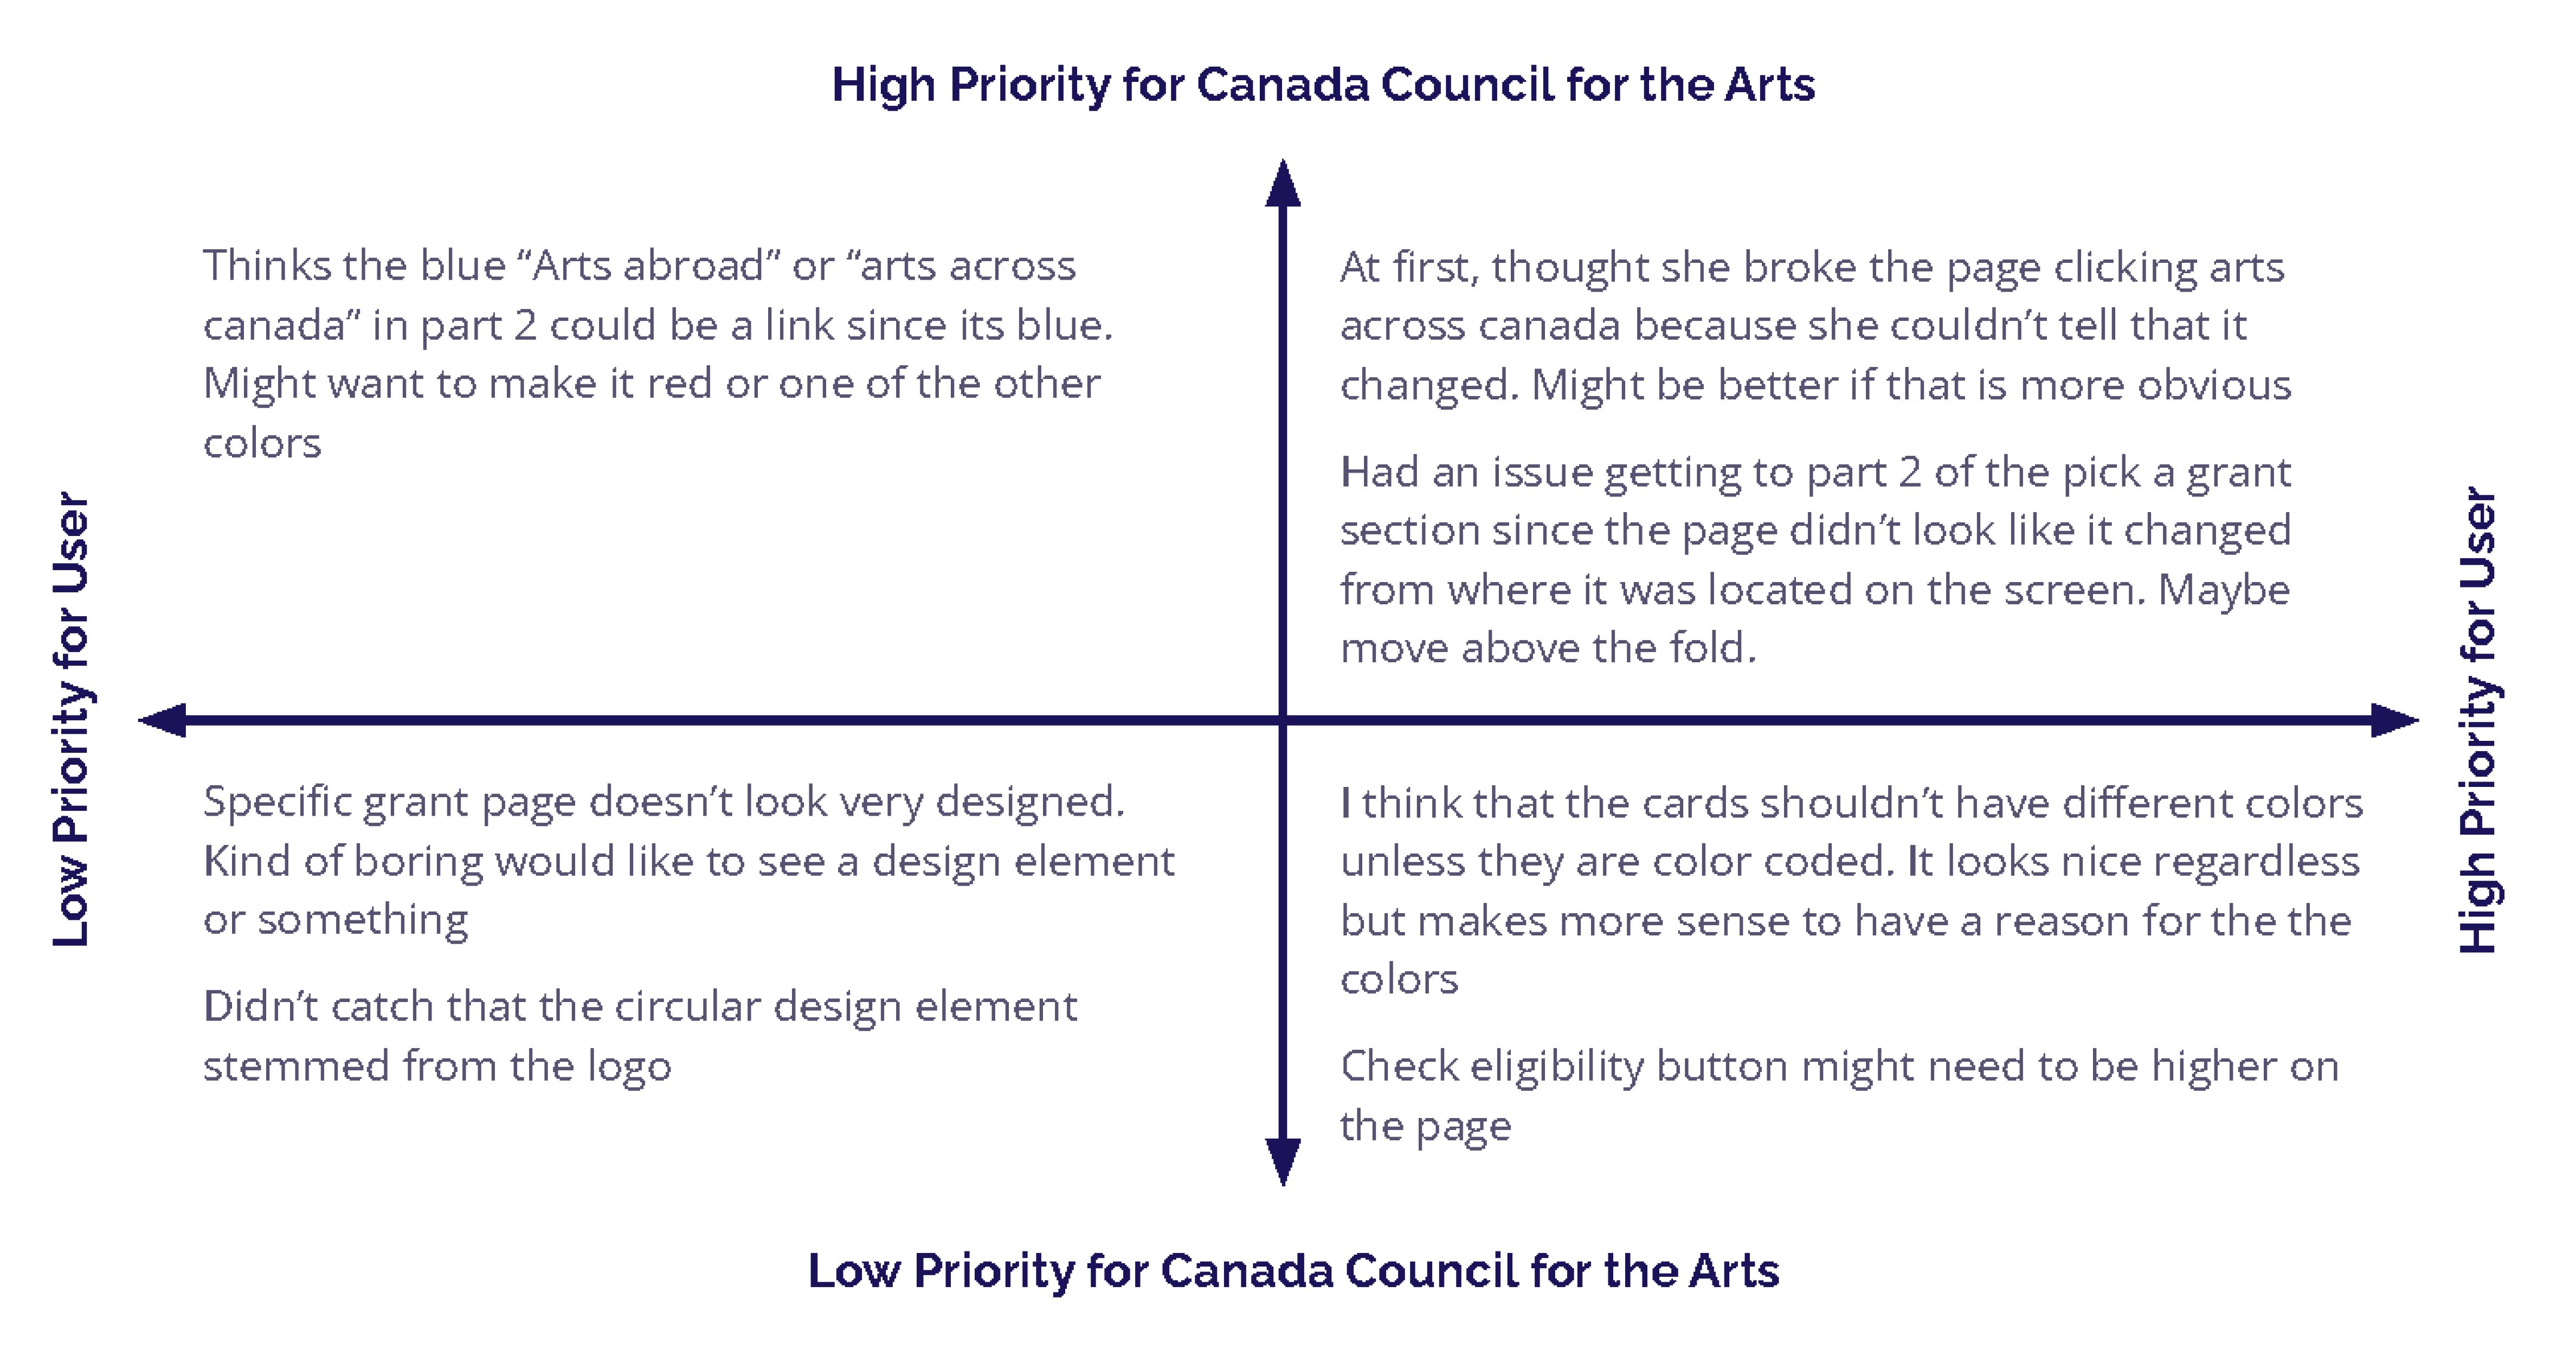 High Priority for Canada Council for the Arts
Thinks the blue “Arts abroad” or “arts across
canada” in part 2 could be a link since its blue.
Might want to make it red or one of the other
colors
At first, thought she broke the page clicking arts
across canada because she couldn’t tell that it
changed. Might be better if that is more obvious
Had an issue getting to part 2 of the pick a grant
section since the page didn’t look like it changed
from where it was located on the screen. Maybe
move above the fold.
Low Priority for User
High Priority for User
Specific grant page doesn’t look very designed.
Kind of boring would like to see a design element
or something
Didn’t catch that the circular design element
stemmed from the logo
I think that the cards shouldn’t have different colors
unless they are color coded. It looks nice regardless
but makes more sense to have a reason for the the
colors
Check eligibility button might need to be higher on
the page
Low Priority for Canada Council for the Arts